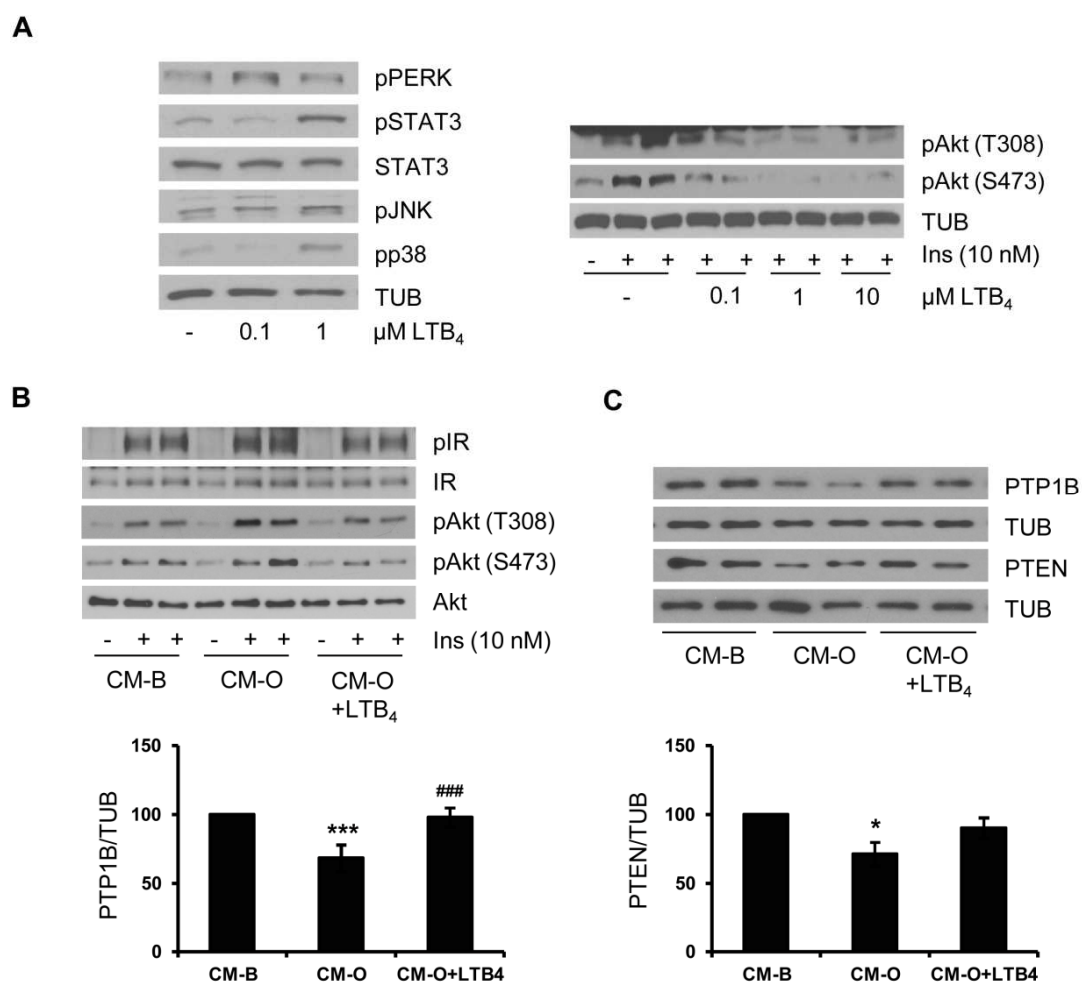 A
pPERK
pSTAT3
STAT3
pJNK
pp38
TUB
- 0.1 1 µM LTB₄
pAkt (T308)
pAkt (S473)
TUB
- + + + + + + + + Ins (10 nM)
- 0.1 1 10 µM LTB₄
B
pIR
IR
pAkt (T308)
pAkt (S473)
Akt
- + + - + + - + + Ins (10 nM)
CM-B CM-O CM-O
+LTB₄
C
PTP1B
TUB
PTEN
TUB
CM-B CM-O CM-O
+LTB₄
PTP1B/TUB
150
100
50
0
***
###
CM-B CM-O CM-O+LTB4
PTEN/TUB
150
100
50
0
*
CM-B CM-O CM-O+LTB4